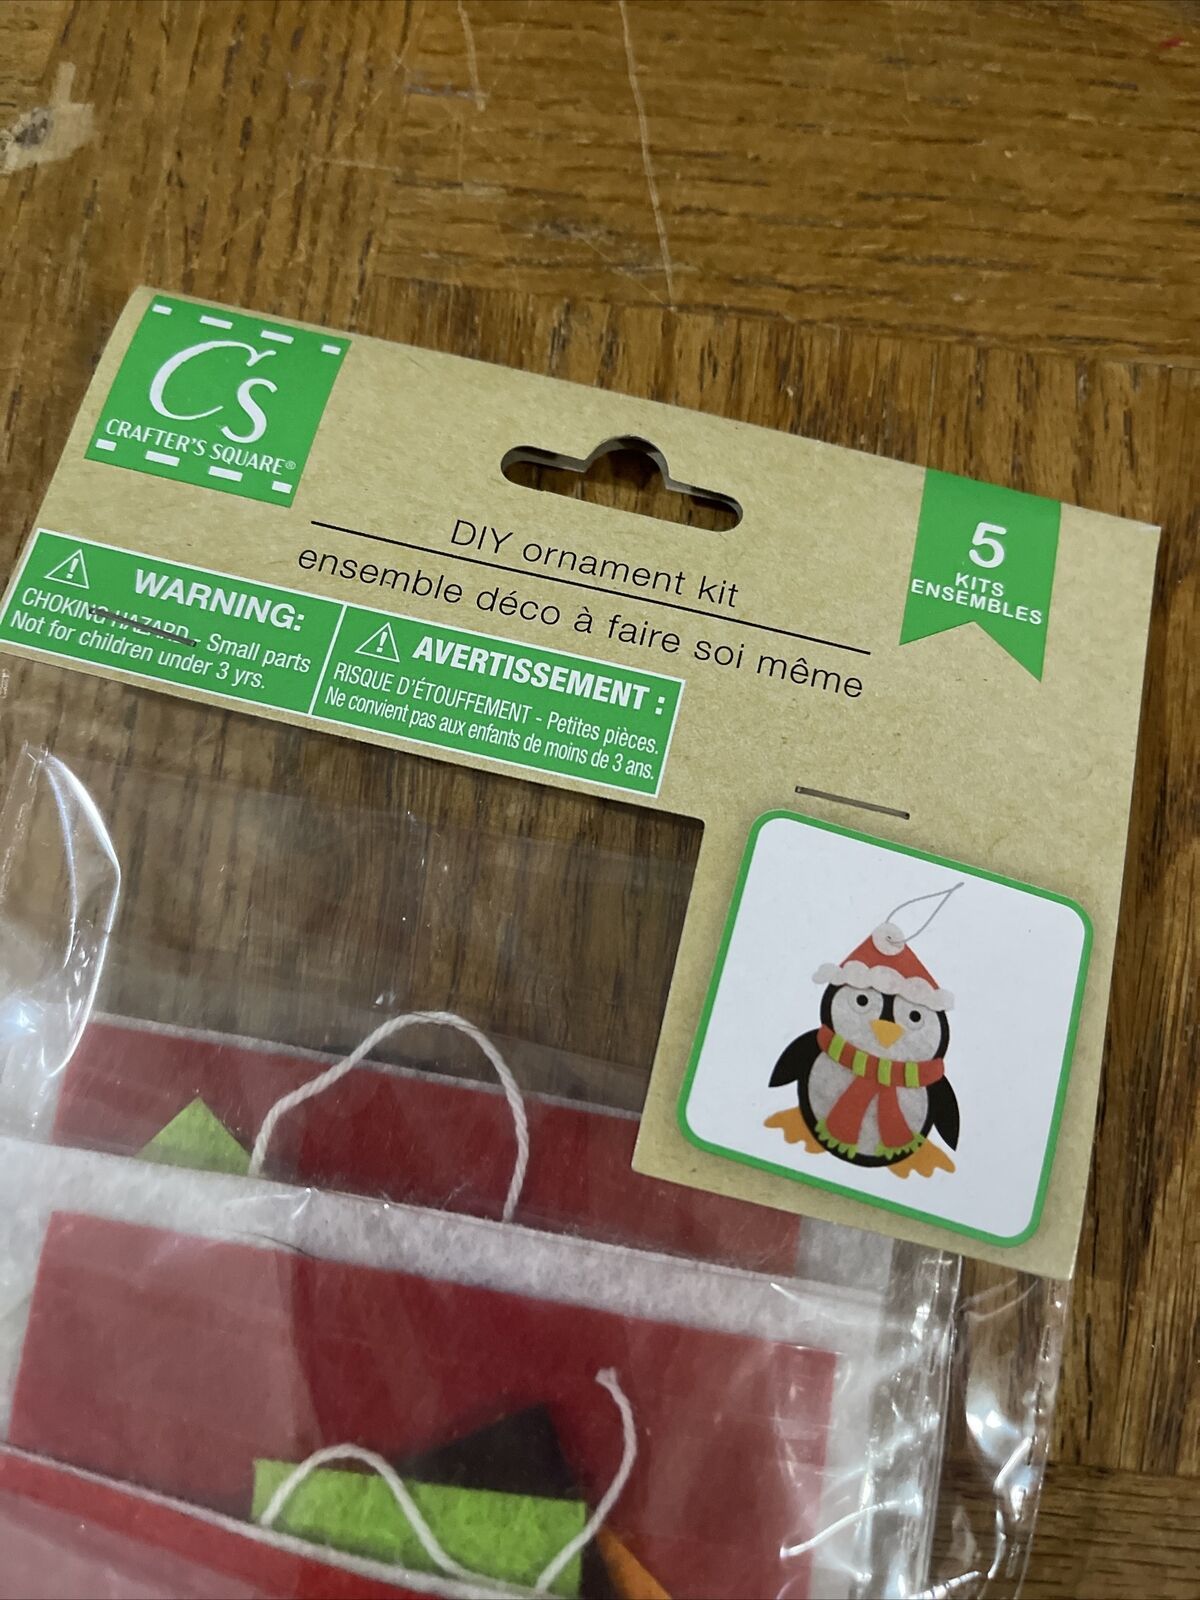 Cs
CRAFTER'S SQUARE®
DIY ornament kit
ensemble déco à faire soi même
5
KITS
ENSEMBLES
WARNING:
CHOKING HAZARD - Small parts
Not for children under 3 yrs.
AVERTISSEMENT :
RISQUE D'ÉTOUFFEMENT - Petites pièces.
Ne convient pas aux enfants de moins de 3 ans.